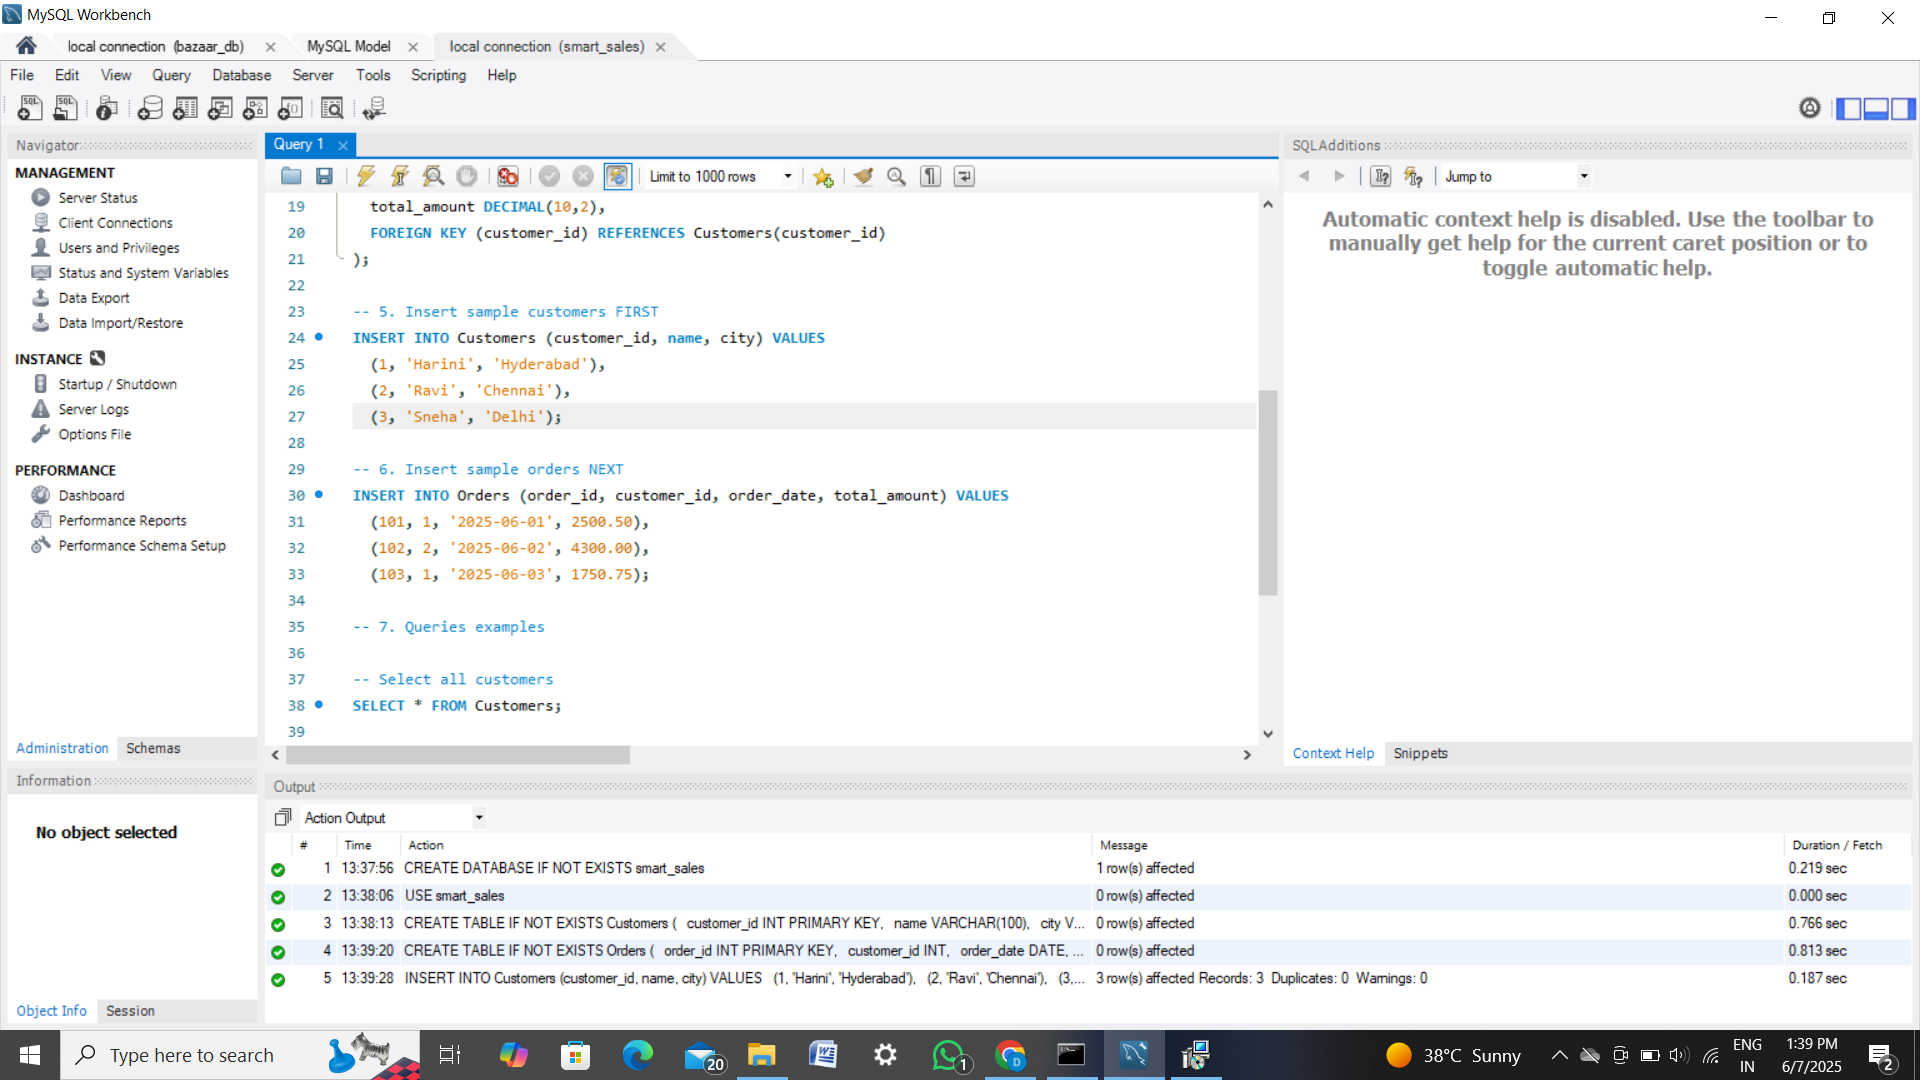 MySQL Workbench
local connection (bazaar_db)
MySQL Model
local connection (smart_sales)
File Edit View Query Database Server Tools Scripting Help
Navigator
MANAGEMENT
Server Status
Client Connections
Users and Privileges
Status and System Variables
Data Export
Data Import/Restore
INSTANCE
Startup / Shutdown
Server Logs
Options File
PERFORMANCE
Dashboard
Performance Reports
Performance Schema Setup
Administration Schemas
Information
No object selected
Object Info Session
Query 1
Limit to 1000 rows
19 total_amount DECIMAL(10,2),
20 FOREIGN KEY (customer_id) REFERENCES Customers(customer_id)
21 );
22
23 -- 5. Insert sample customers FIRST
24 INSERT INTO Customers (customer_id, name, city) VALUES
25 (1, 'Harini', 'Hyderabad'),
26 (2, 'Ravi', 'Chennai'),
27 (3, 'Sneha', 'Delhi');
28
29 -- 6. Insert sample orders NEXT
30 INSERT INTO Orders (order_id, customer_id, order_date, total_amount) VALUES
31 (101, 1, '2025-06-01', 2500.50),
32 (102, 2, '2025-06-02', 4300.00),
33 (103, 1, '2025-06-03', 1750.75);
34
35 -- 7. Queries examples
36
37 -- Select all customers
38 SELECT * FROM Customers;
39
SQLAdditions
Jump to
Automatic context help is disabled. Use the toolbar to
manually get help for the current caret position or to
toggle automatic help.
Context Help Snippets
Output
Action Output
# Time Action Message Duration / Fetch
1 13:37:56 CREATE DATABASE IF NOT EXISTS smart_sales 1 row(s) affected 0.219 sec
2 13:38:06 USE smart_sales 0 row(s) affected 0.000 sec
3 13:38:13 CREATE TABLE IF NOT EXISTS Customers ( customer_id INT PRIMARY KEY, name VARCHAR(100), city V... 0 row(s) affected 0.766 sec
4 13:39:20 CREATE TABLE IF NOT EXISTS Orders ( order_id INT PRIMARY KEY, customer_id INT, order_date DATE, ... 0 row(s) affected 0.813 sec
5 13:39:28 INSERT INTO Customers (customer_id, name, city) VALUES (1, 'Harini', 'Hyderabad'), (2, 'Ravi', 'Chennai'), (3,... 3 row(s) affected Records: 3 Duplicates: 0 Warnings: 0 0.187 sec
Type here to search
20
1
D
38°C Sunny
ENG
IN
1:39 PM
6/7/2025
2